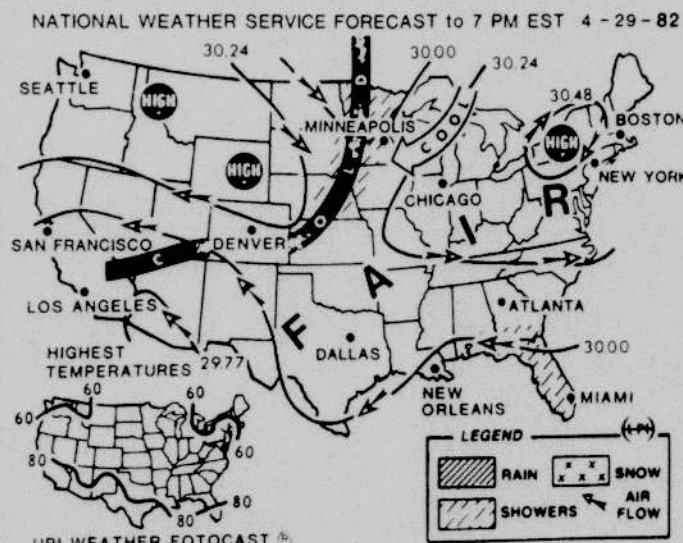 NATIONAL WEATHER SERVICE FORECAST to 7 PM EST 4-29-82
30.24
30.00
30.24
SEATTLE
HIGH
30.48
MINNEAPOLIS
COOL
BOSTON
HIGH
HIGH
NEW YORK
CHICAGO
SAN FRANCISCO
DENVER
COLD
FAIR
LOS ANGELES
ATLANTA
DALLAS
HIGHEST
TEMPERATURES
29.77
30.00
NEW
ORLEANS
MIAMI
60
60
60
60
80
80
80
LEGEND
UPI
RAIN
SNOW
SHOWERS
AIR
FLOW
UPI WEATHER FOTOCAST ®